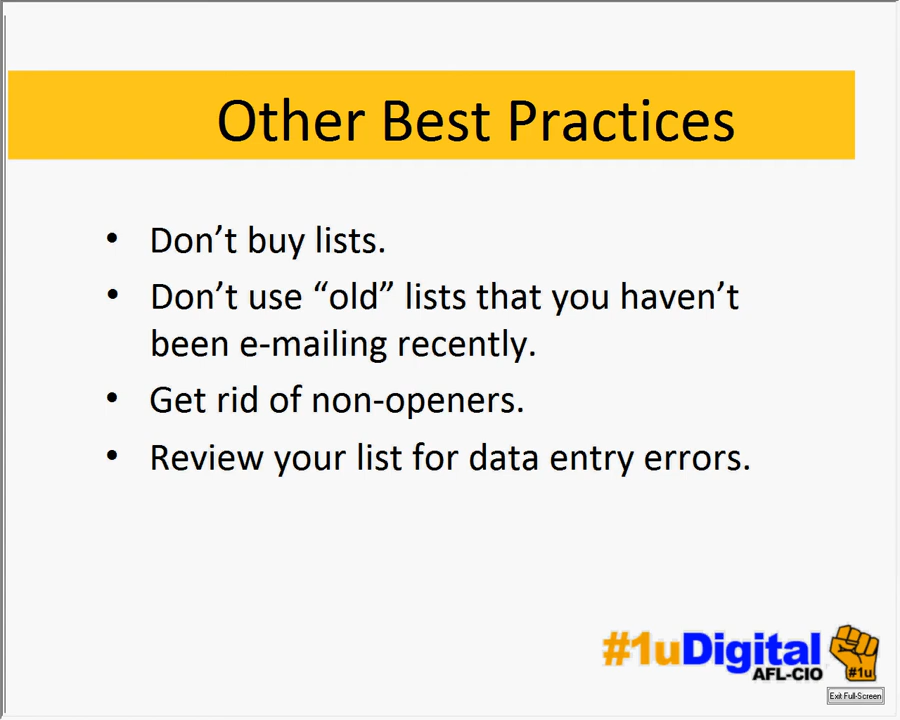 Other Best Practices
• Don’t buy lists.
• Don’t use “old” lists that you haven’t
been e-mailing recently.
• Get rid of non-openers.
• Review your list for data entry errors.
#1uDigital
AFL-CIO
#1u
Exit Full-Screen